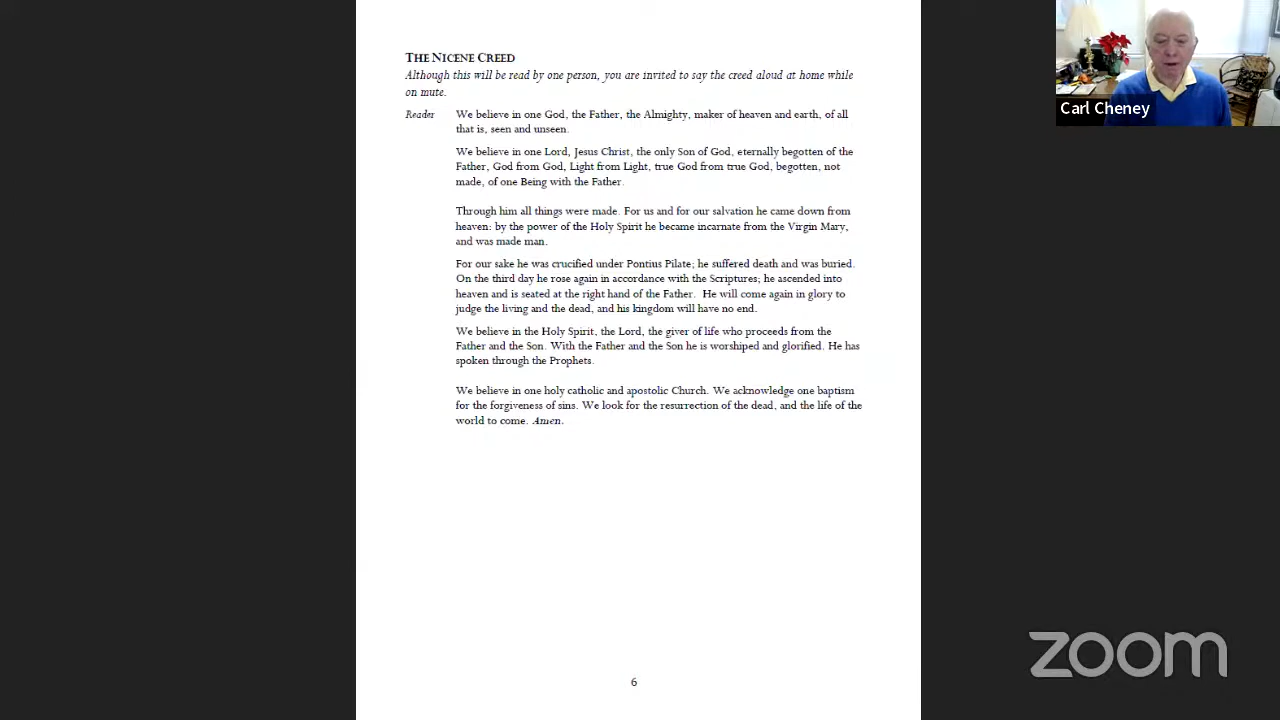 THE NICENE CREED
Although this will be read by one person, you are invited to say the creed aloud at home while
on mute.
Reader We believe in one God, the Father, the Almighty, maker of heaven and earth, of all
that is, seen and unseen.
We believe in one Lord, Jesus Christ, the only Son of God, eternally begotten of the
Father, God from God, Light from Light, true God from true God, begotten, not
made, of one Being with the Father.
Through him all things were made. For us and for our salvation he came down from
heaven: by the power of the Holy Spirit he became incarnate from the Virgin Mary,
and was made man.
For our sake he was crucified under Pontius Pilate; he suffered death and was buried.
On the third day he rose again in accordance with the Scriptures; he ascended into
heaven and is seated at the right hand of the Father. He will come again in glory to
judge the living and the dead, and his kingdom will have no end.
We believe in the Holy Spirit, the Lord, the giver of life who proceeds from the
Father and the Son. With the Father and the Son he is worshiped and glorified. He has
spoken through the Prophets.
We believe in one holy catholic and apostolic Church. We acknowledge one baptism
for the forgiveness of sins. We look for the resurrection of the dead, and the life of the
world to come. Amen.
6
Carl Cheney
zoom